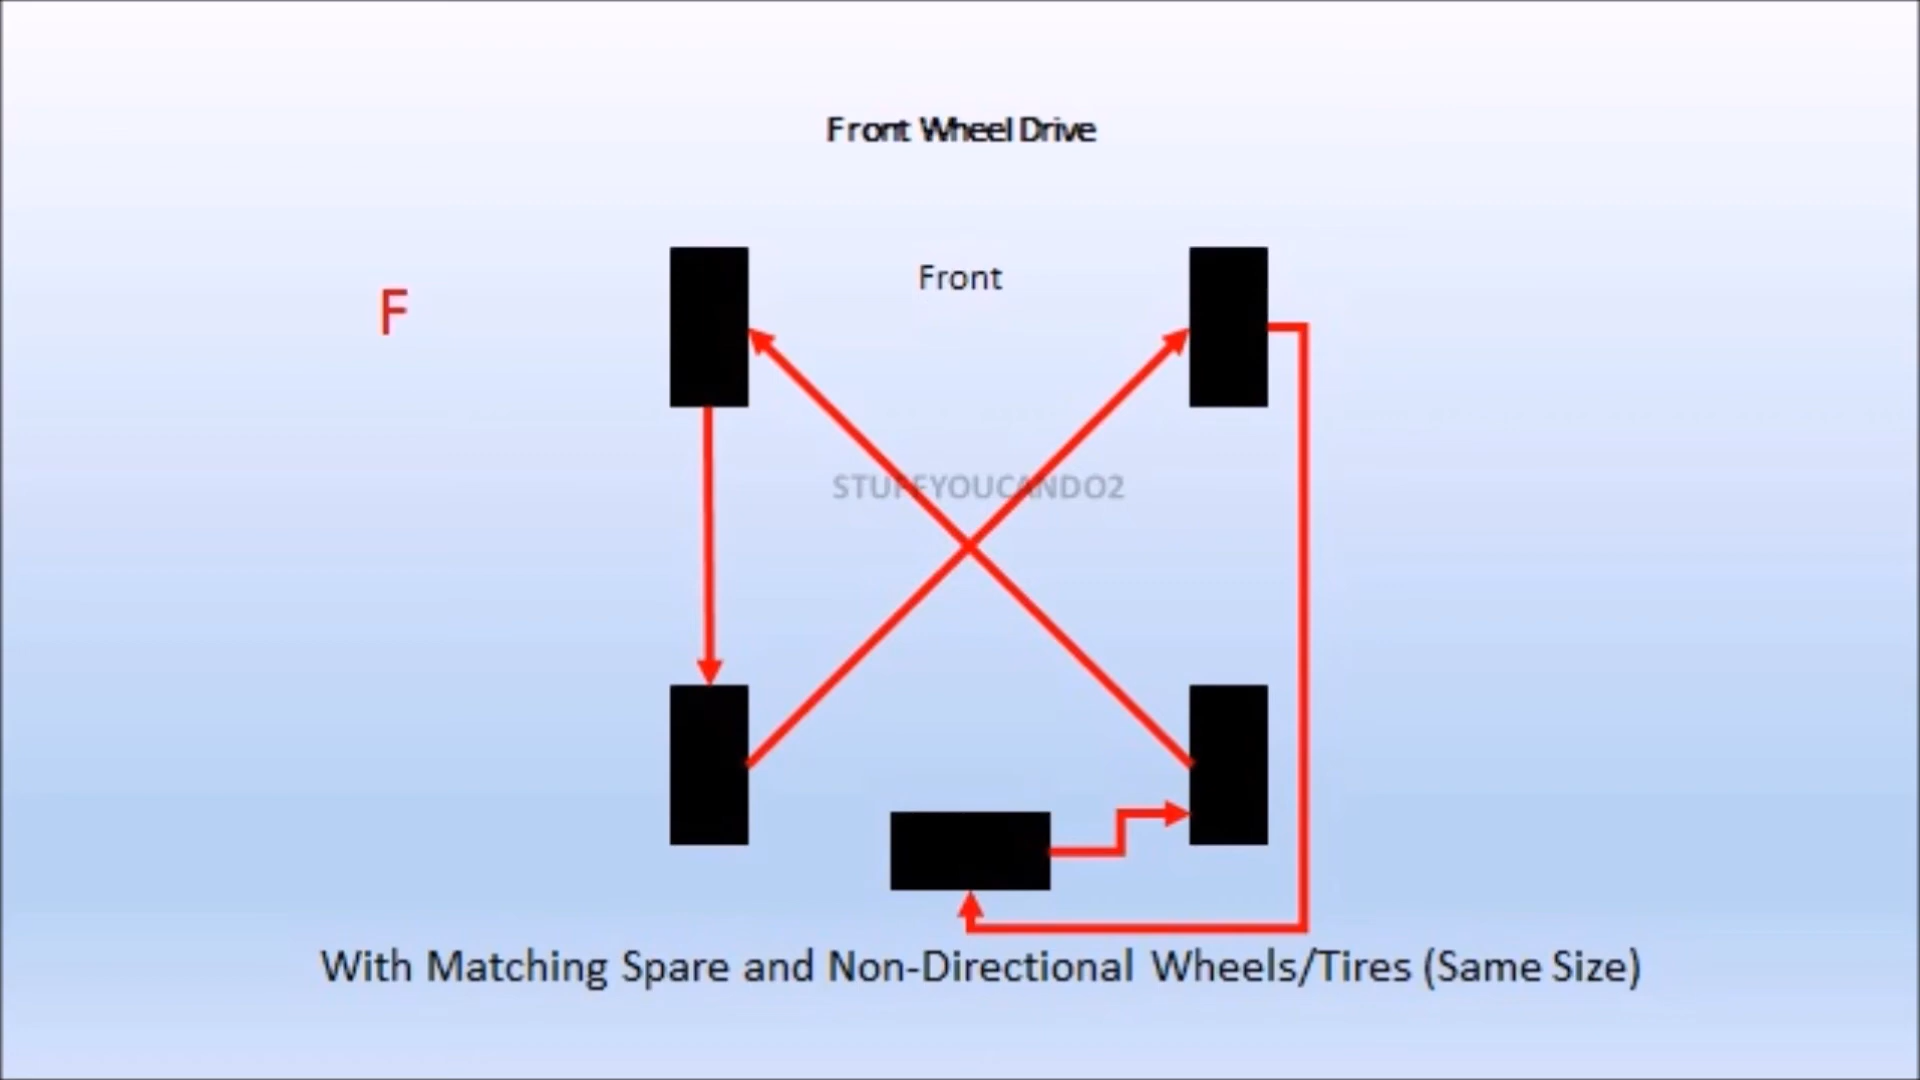 Front Wheel Drive
Front
F
STUFFYOUCANDO2
With Matching Spare and Non-Directional Wheels/Tires (Same Size)